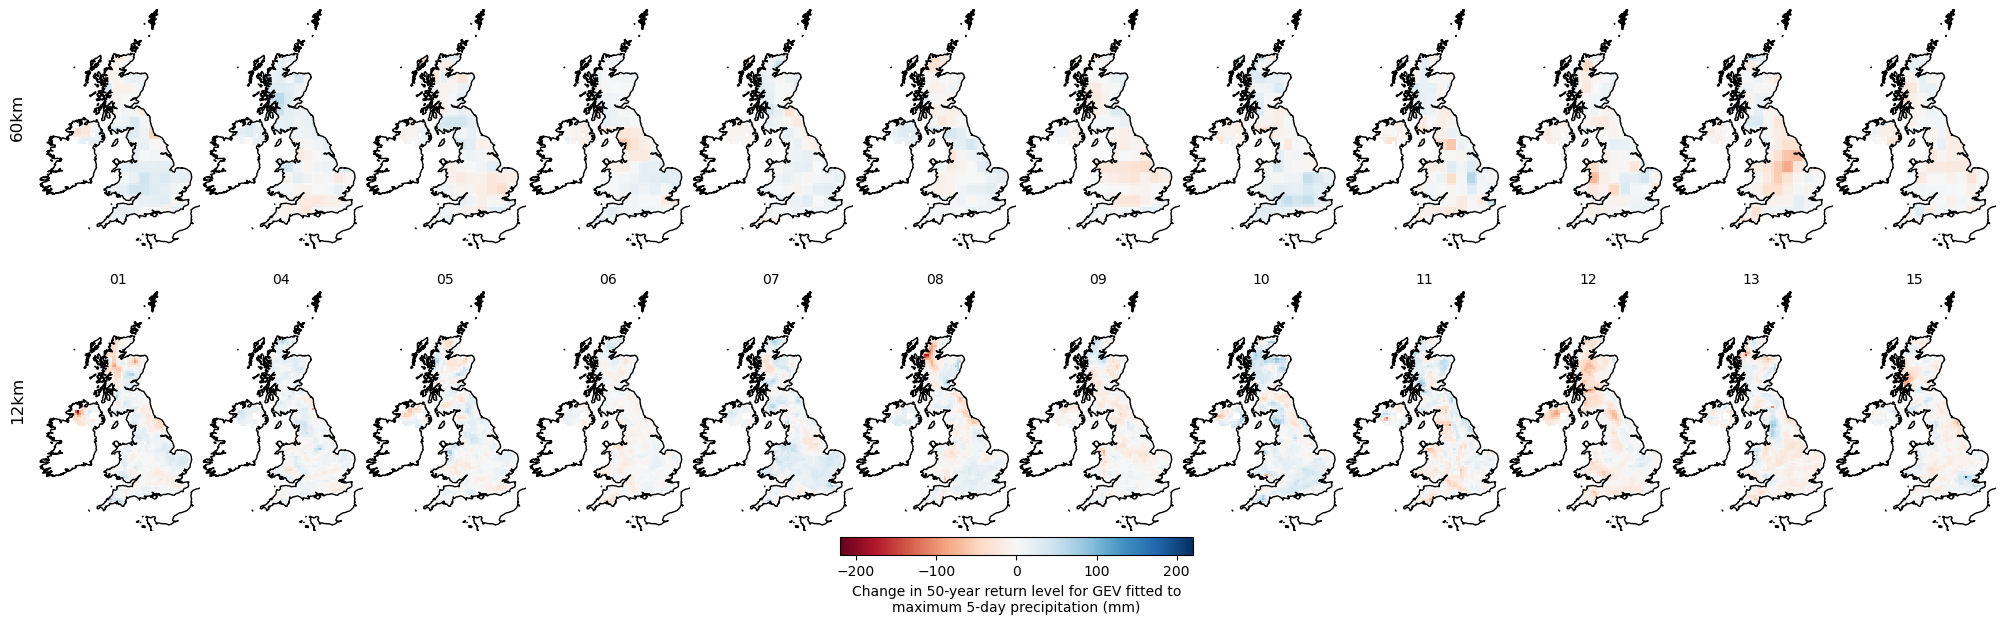 60km
01 04 05 06 07 08 09 10 11 12 13 15
12km
−200 −100 0 100 200
Change in 50-year return level for GEV fitted to
maximum 5-day precipitation (mm)